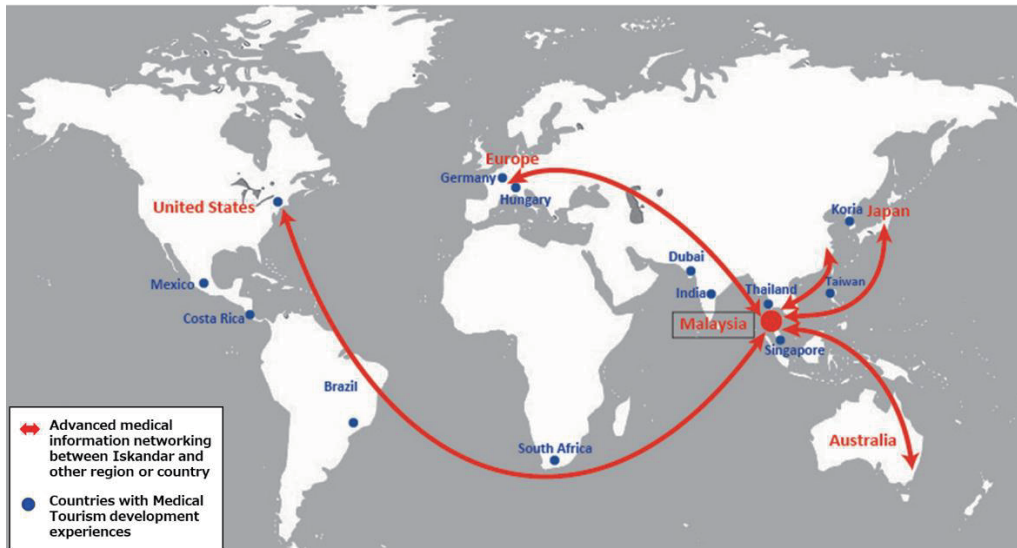 Europe
Germany
Hungary
United States
Koria
Japan
Dubai
Mexico
India
Thailand
Taiwan
Costa Rica
Malaysia
Singapore
Brazil
South Africa
Australia
Advanced medical
information networking
between Iskandar and
other region or country
Countries with Medical
Tourism development
experiences